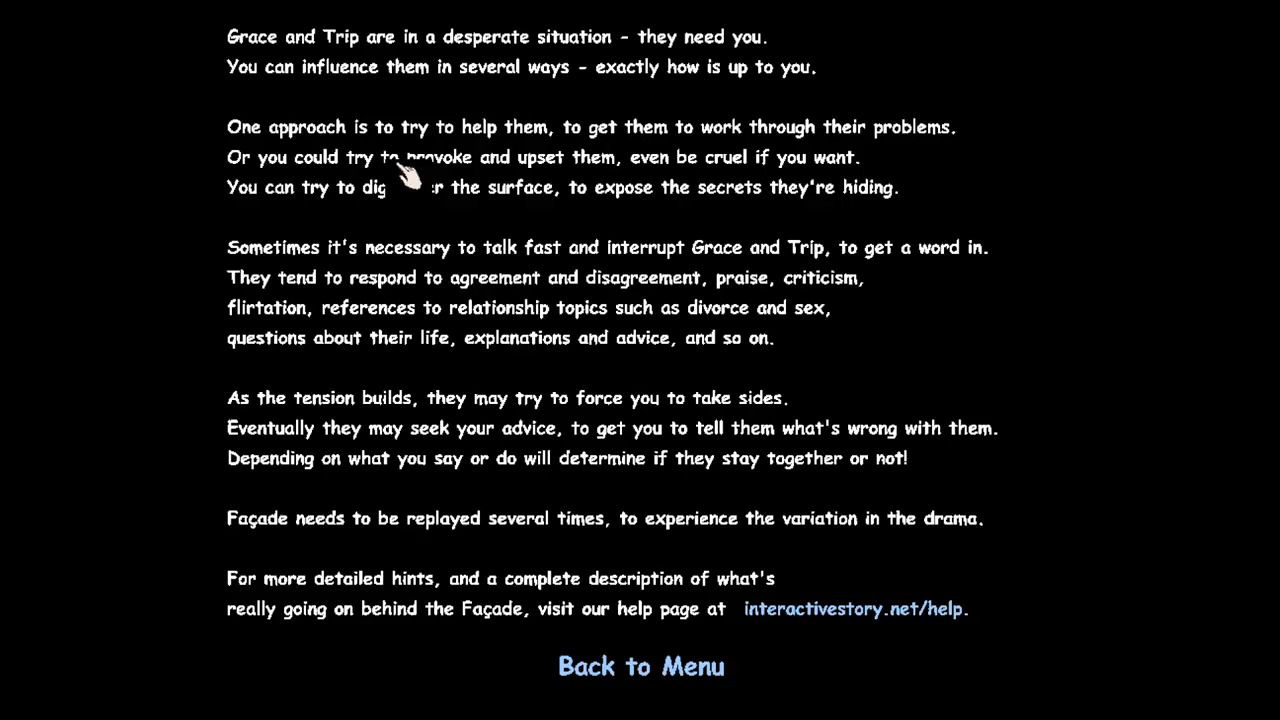 Grace and Trip are in a desperate situation - they need you.
You can influence them in several ways - exactly how is up to you.
One approach is to try to help them, to get them to work through their problems.
Or you could try to provoke and upset them, even be cruel if you want.
You can try to dig the surface, to expose the secrets they're hiding.
Sometimes it's necessary to talk fast and interrupt Grace and Trip, to get a word in.
They tend to respond to agreement and disagreement, praise, criticism,
flirtation, references to relationship topics such as divorce and sex,
questions about their life, explanations and advice, and so on.
As the tension builds, they may try to force you to take sides.
Eventually they may seek your advice, to get you to tell them what's wrong with them.
Depending on what you say or do will determine if they stay together or not!
Façade needs to be replayed several times, to experience the variation in the drama.
For more detailed hints, and a complete description of what's
really going on behind the Façade, visit our help page at interactivestory.net/help.
Back to Menu